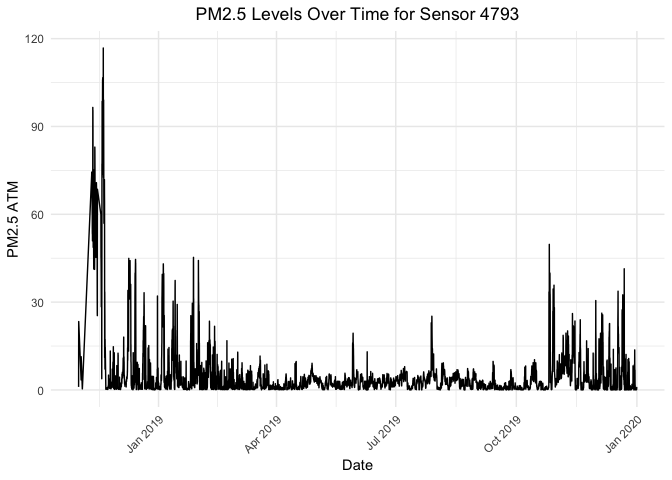 PM2.5 Levels Over Time for Sensor 4793
120
90
60
30
0
PM2.5 ATM
Jan 2019
Apr 2019
Jul 2019
Oct 2019
Jan 2020
Date